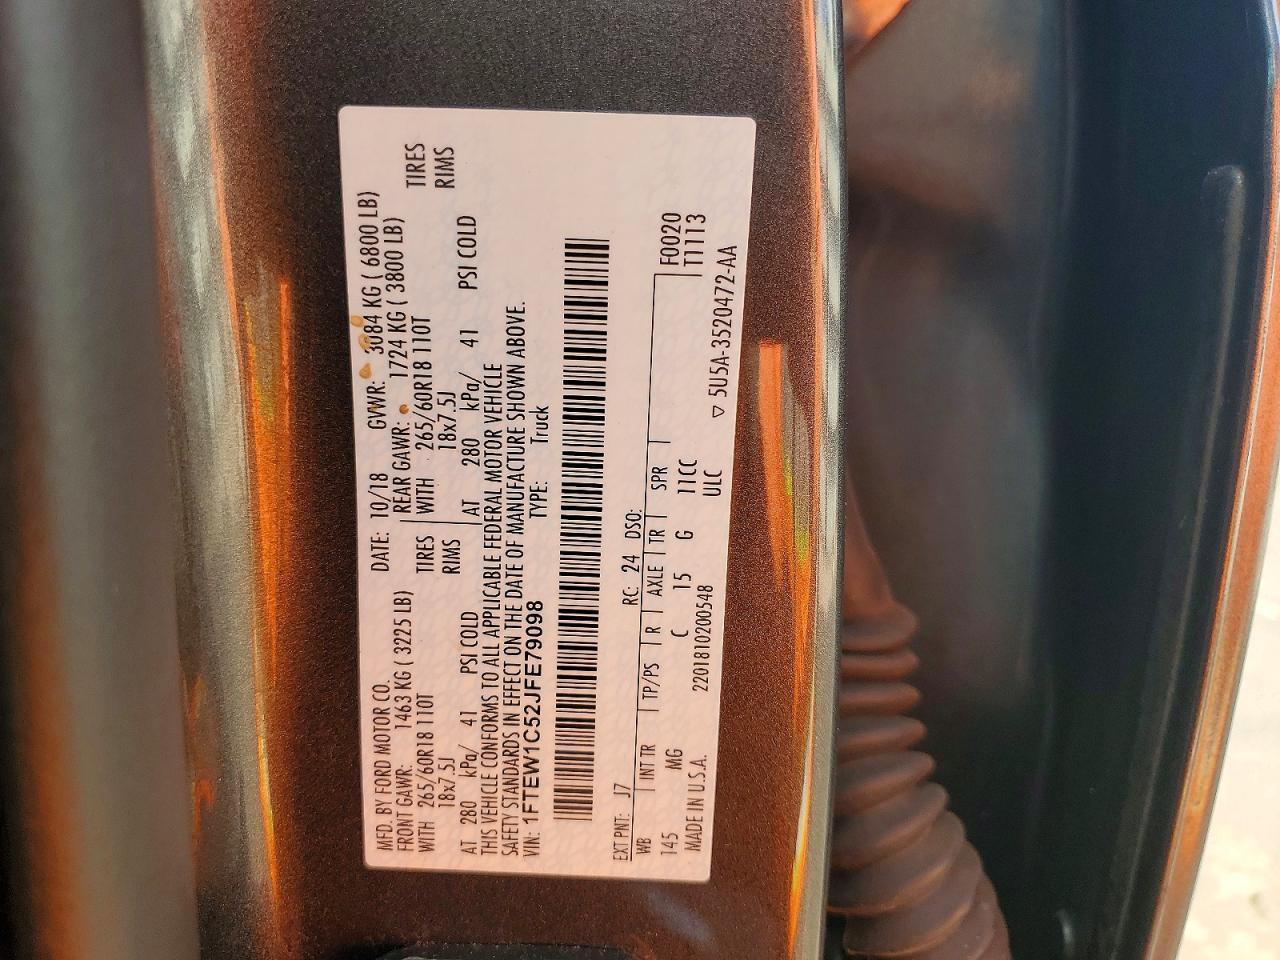 MFD. BY FORD MOTOR CO.
DATE: 10/18 GVWR: 3084 KG ( 6800 LB)
FRONT GAWR: 1463 KG ( 3225 LB) REAR GAWR: 1724 KG ( 3800 LB)
WITH 265/60R18 110T TIRES WITH 265/60R18 110T TIRES
18x7.5J RIMS 18x7.5J RIMS
AT 280 kPa/ 41 PSI COLD AT 280 kPa/ 41 PSI COLD
THIS VEHICLE CONFORMS TO ALL APPLICABLE FEDERAL MOTOR VEHICLE
SAFETY STANDARDS IN EFFECT ON THE DATE OF MANUFACTURE SHOWN ABOVE.
VIN: 1FTEW1C52JFE79098 TYPE: Truck
EXT PNT: J7 RC: 24 DSO: F0020
WB INT TR TP/PS R AXLE TR SPR T1113
145 MG C 15 G 11CC
MADE IN U.S.A. 2201810200548 ULC
▽ 5U5A-3520472-AA